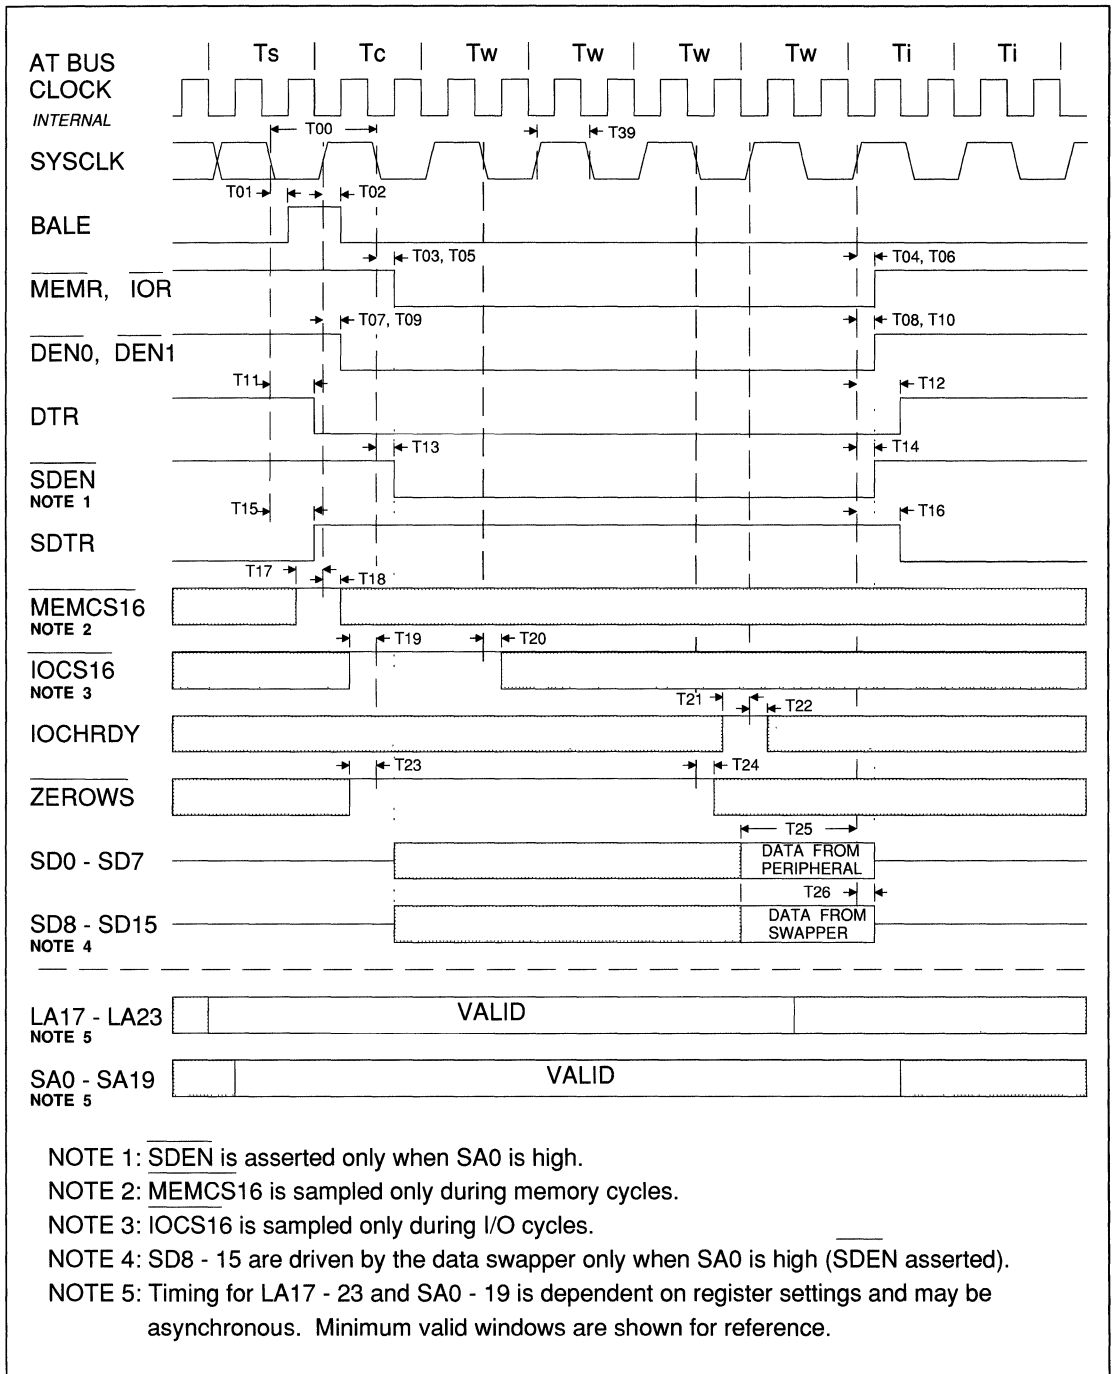 Ts Tc Tw Tw Tw Tw Ti Ti
AT BUS
CLOCK
INTERNAL
T00
T39
SYSCLK
T01 T02
BALE
T03, T05 T04, T06
MEMR, IOR
T07, T09 T08, T10
DEN0, DEN1
T11 T12
DTR
T13 T14
SDEN
NOTE 1
T15 T16
SDTR
T17 T18
MEMCS16
NOTE 2
T19 T20
IOCS16
NOTE 3
T21 T22
IOCHRDY
T23 T24
ZEROWS
T25
SD0 - SD7
DATA FROM
PERIPHERAL
T26
SD8 - SD15
NOTE 4
DATA FROM
SWAPPER
LA17 - LA23
NOTE 5
VALID
SA0 - SA19
NOTE 5
VALID
NOTE 1: SDEN is asserted only when SA0 is high.
NOTE 2: MEMCS16 is sampled only during memory cycles.
NOTE 3: IOCS16 is sampled only during I/O cycles.
NOTE 4: SD8 - 15 are driven by the data swapper only when SA0 is high (SDEN asserted).
NOTE 5: Timing for LA17 - 23 and SA0 - 19 is dependent on register settings and may be
asynchronous. Minimum valid windows are shown for reference.